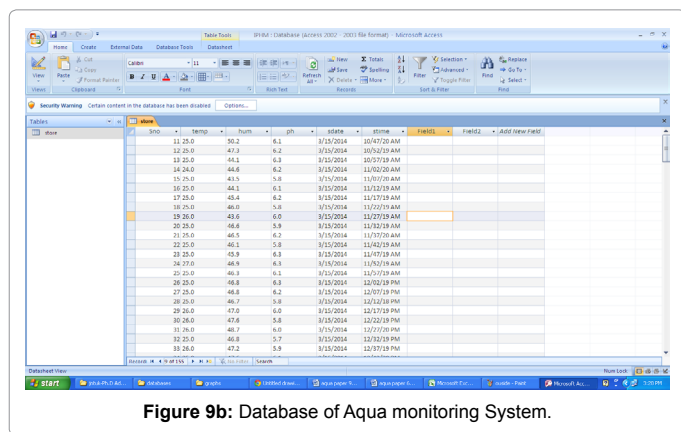 Table Tools IPHM : Database (Access 2002 - 2003 file format) - Microsoft Access
Home Create External Data Database Tools Datasheet
View Paste Cut Copy Format Painter Calibri 11 Refresh All New Save Delete Totals Spelling More Filter Selection Advanced Toggle Filter Find Replace Go To Select
Views Clipboard Font Rich Text Records Sort & Filter Find
Security Warning Certain content in the database has been disabled Options...
Tables store
store Sno temp hum ph sdate stime Field1 Field2 Add New Field
11 25.0 50.2 6.1 3/15/2014 10/47/20 AM
12 25.0 47.3 6.2 3/15/2014 10/52/19 AM
13 25.0 44.1 6.3 3/15/2014 10/57/19 AM
14 24.0 44.6 6.2 3/15/2014 11/02/20 AM
15 25.0 43.5 5.8 3/15/2014 11/07/20 AM
16 25.0 44.1 6.1 3/15/2014 11/12/19 AM
17 25.0 45.4 6.2 3/15/2014 11/17/19 AM
18 25.0 46.0 5.8 3/15/2014 11/22/19 AM
19 26.0 43.6 6.0 3/15/2014 11/27/19 AM
20 25.0 46.6 5.9 3/15/2014 11/32/19 AM
21 25.0 46.5 6.2 3/15/2014 11/37/20 AM
22 25.0 46.1 5.8 3/15/2014 11/42/19 AM
23 25.0 45.9 6.3 3/15/2014 11/47/19 AM
24 27.0 46.9 6.3 3/15/2014 11/52/19 AM
25 25.0 46.3 6.1 3/15/2014 11/57/19 AM
26 25.0 46.8 6.3 3/15/2014 12/02/19 PM
27 25.0 46.8 6.2 3/15/2014 12/07/19 PM
28 25.0 46.7 5.8 3/15/2014 12/12/18 PM
29 26.0 47.0 6.0 3/15/2014 12/17/19 PM
30 26.0 47.6 5.8 3/15/2014 12/22/19 PM
31 26.0 48.7 6.0 3/15/2014 12/27/20 PM
32 25.0 46.8 5.7 3/15/2014 12/32/19 PM
33 26.0 47.2 5.9 3/15/2014 12/37/19 PM
Record: 9 of 155 No Filter Search
Datasheet View Num Lock
start databases graphs Untitled draw... aqua paper 9... aqua paper 6... Microsoft Exc... outside - Paint Microsoft Acc... 3:20 PM
Figure 9b: Database of Aqua monitoring System.